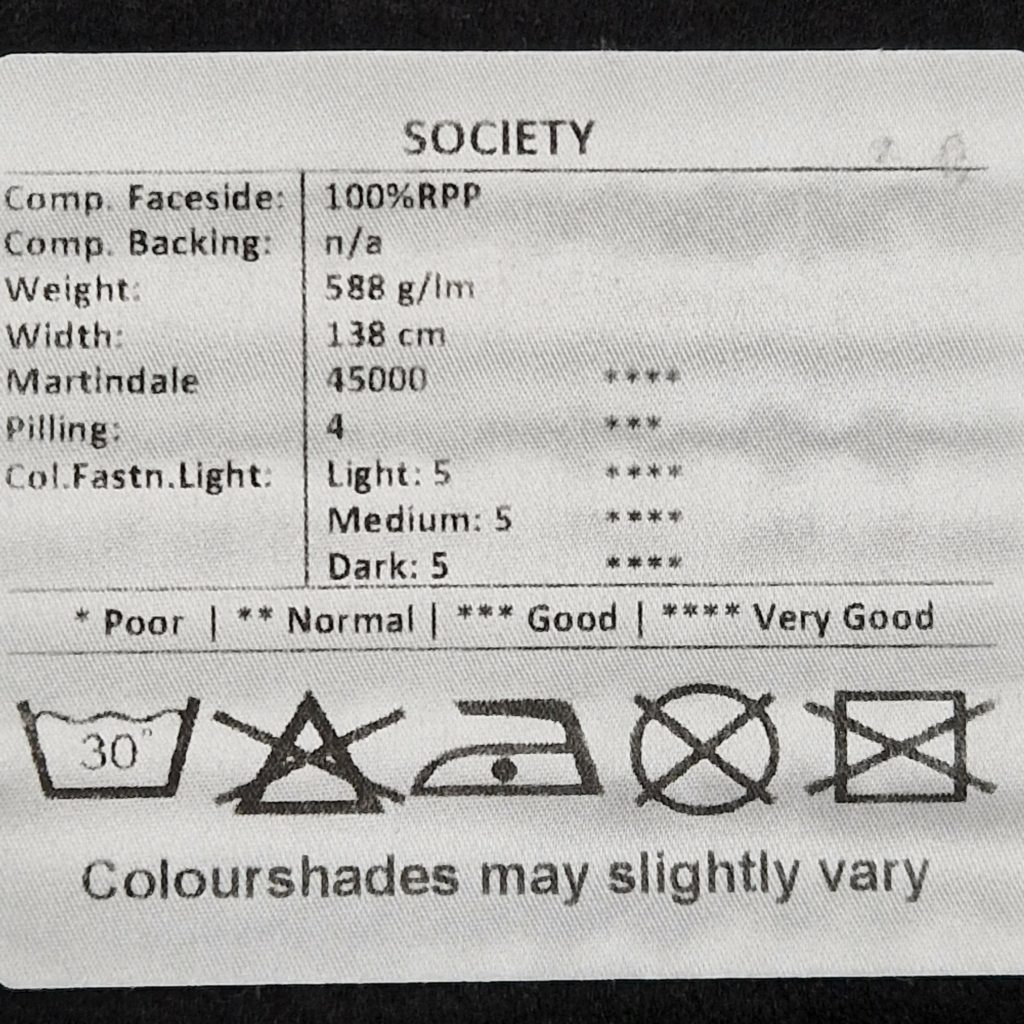 SOCIETY
Comp. Faceside: 100%RPP
Comp. Backing: n/a
Weight: 588 g/lm
Width: 138 cm
Martindale 45000 ****
Pilling: 4 ***
Col.Fastn.Light: Light: 5 ****
Medium: 5 ****
Dark: 5 ****
* Poor | ** Normal | *** Good | **** Very Good
30°
Colourshades may slightly vary